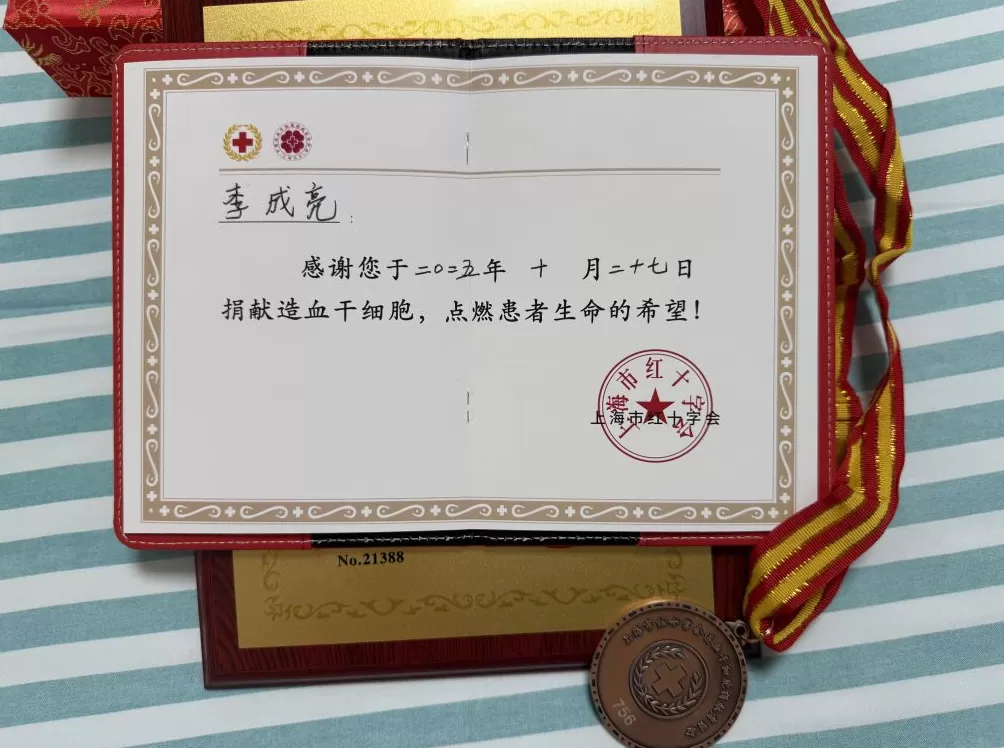 李成亮：
感谢您于二〇二五年 十 月二十七日
捐献造血干细胞，点燃患者生命的希望！
上海市红十字会
上海市红十字会
No.21388
756